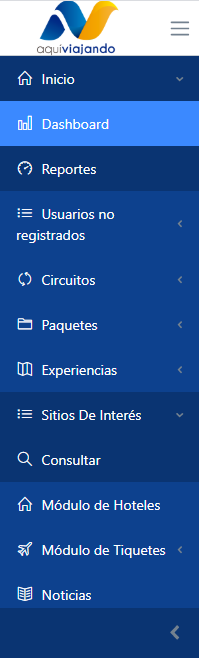 aquiviajando
Inicio
Dashboard
Reportes
Usuarios no
registrados
Circuitos
Paquetes
Experiencias
Sitios De Interés
Consultar
Módulo de Hoteles
Módulo de Tiquetes
Noticias